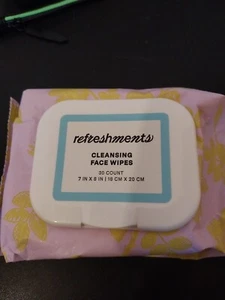 refreshments
CLEANSING
FACE WIPES
30 COUNT
7 IN X 8 IN | 18 CM X 20 CM